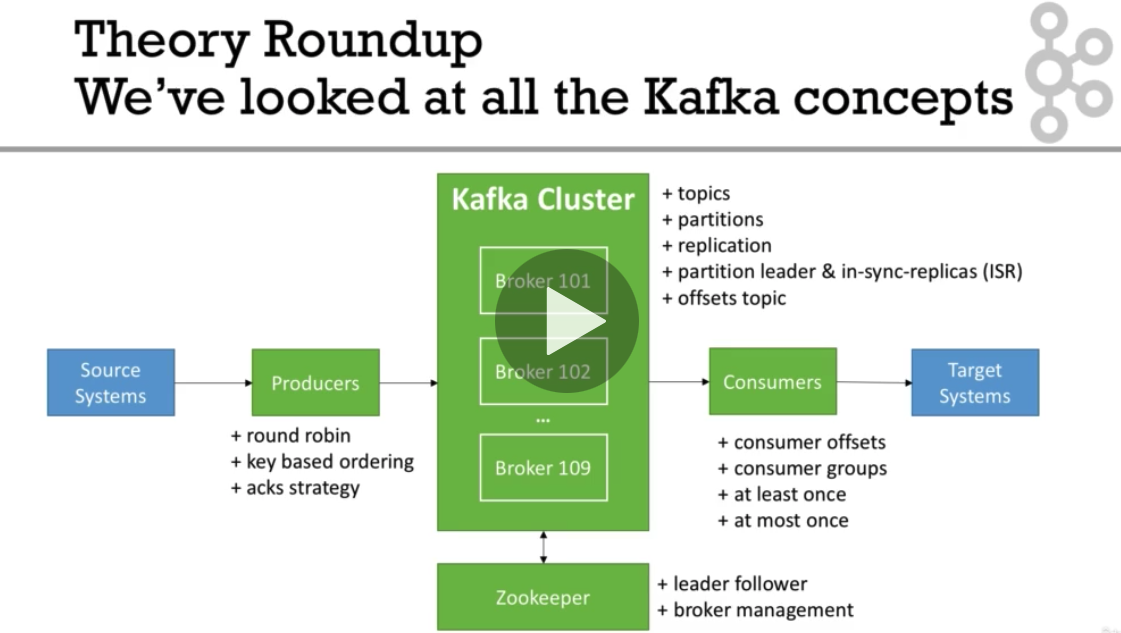 Theory Roundup
We've looked at all the Kafka concepts
Kafka Cluster
+ topics
+ partitions
+ replication
+ partition leader & in-sync-replicas (ISR)
+ offsets topic
Broker 101
Broker 102
...
Broker 109
Source
Systems
Producers
+ round robin
+ key based ordering
+ acks strategy
Consumers
+ consumer offsets
+ consumer groups
+ at least once
+ at most once
Target
Systems
Zookeeper
+ leader follower
+ broker management